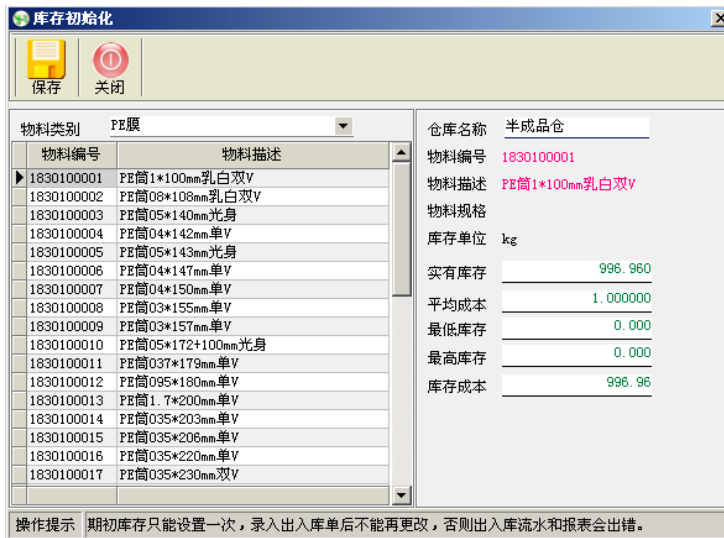 库存初始化
保存 关闭
物料类别 PE膜
物料编号 物料描述
1830100001 PE筒1*100mm乳白双V
1830100002 PE筒08*108mm乳白双V
1830100003 PE筒05*140mm光身
1830100004 PE筒04*142mm单V
1830100005 PE筒05*143mm光身
1830100006 PE筒04*147mm单V
1830100007 PE筒04*150mm单V
1830100008 PE筒03*155mm单V
1830100009 PE筒03*157mm单V
1830100010 PE筒05*172+100mm光身
1830100011 PE筒037*179mm单V
1830100012 PE筒095*180mm单V
1830100013 PE筒1.7*200mm单V
1830100014 PE筒035*203mm单V
1830100015 PE筒035*206mm单V
1830100016 PE筒035*220mm单V
1830100017 PE筒035*230mm双V
仓库名称 半成品仓
物料编号 1830100001
物料描述 PE筒1*100mm乳白双V
物料规格
库存单位 kg
实有库存 996.960
平均成本 1.000000
最低库存 0.000
最高库存 0.000
库存成本 996.96
操作提示 期初库存只能设置一次，录入出入库单后不能再更改，否则出入库流水和报表会出错。